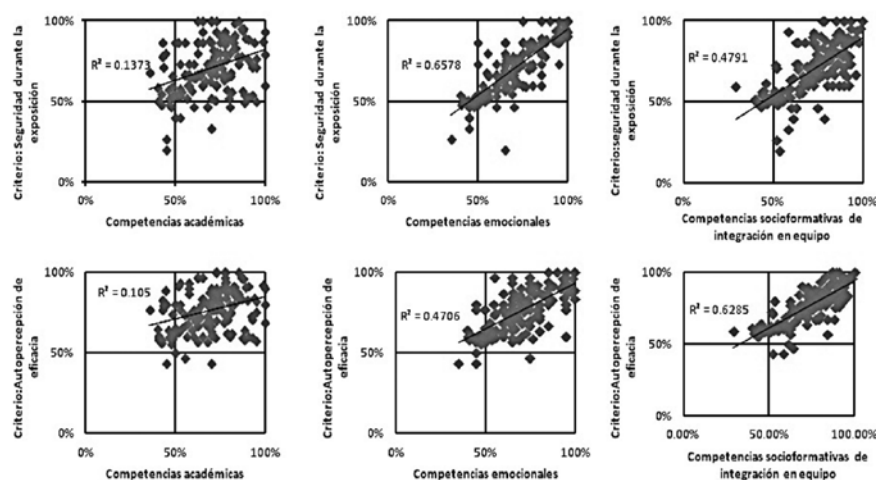 Criterio: Seguridad durante la
exposición
100%
50%
0%
R² = 0.1373
0%
50%
100%
Competencias académicas
Criterio: Seguridad durante la
exposición
100%
50%
0%
R² = 0.6578
0%
50%
100%
Competencias emocionales
Criterio:seguridad durante la
exposición
100%
50%
0%
R² = 0.4791
0%
50%
100%
Competencias socioformativas de
integración en equipo
Criterio:Autopercepción de
eficacia
100%
50%
0%
R² = 0.105
0%
50%
100%
Competencias académicas
Criterio:Autopercepción de
eficacia
100%
50%
0%
R² = 0.4706
0%
50%
100%
Competencias emocionales
Criterio:Autopercepción de
eficacia
100%
50%
0%
R² = 0.6285
0.00%
50.00%
100.00%
Competencias socioformativas de
integración en equipo